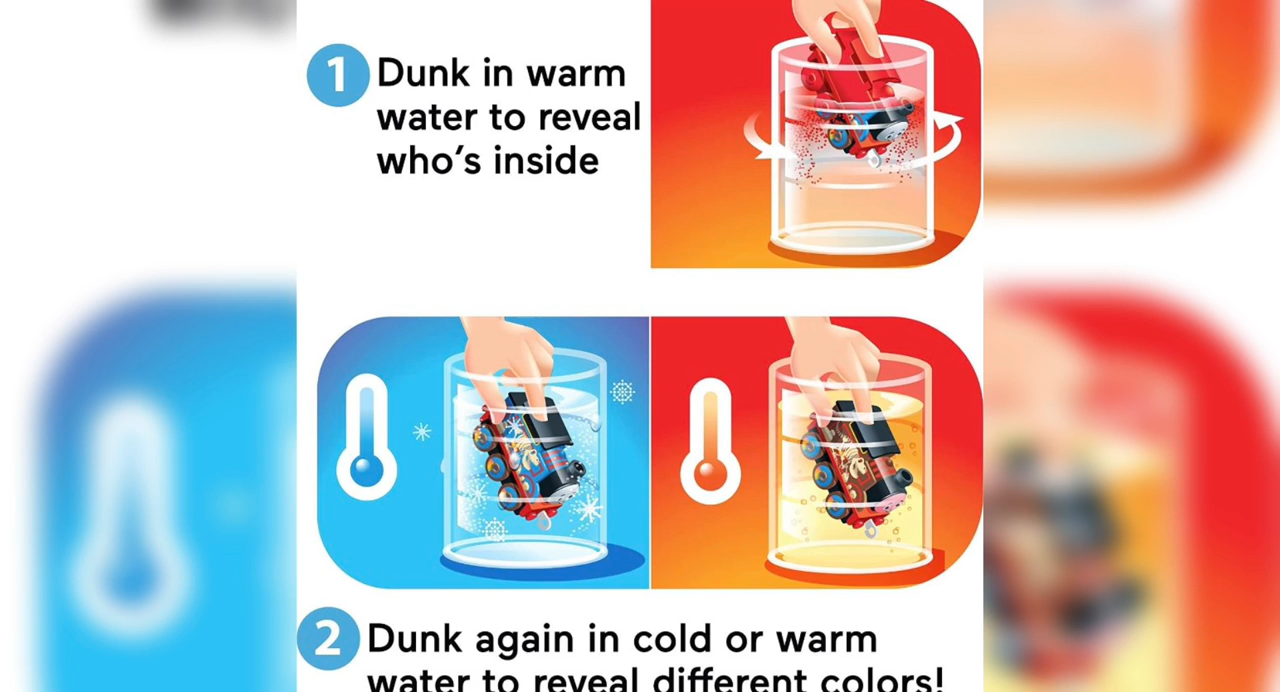 1 Dunk in warm
water to reveal
who's inside
2 Dunk again in cold or warm
water to reveal different colors!